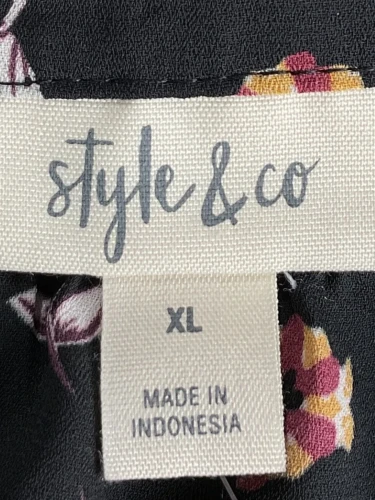 style & co
XL
MADE IN
INDONESIA